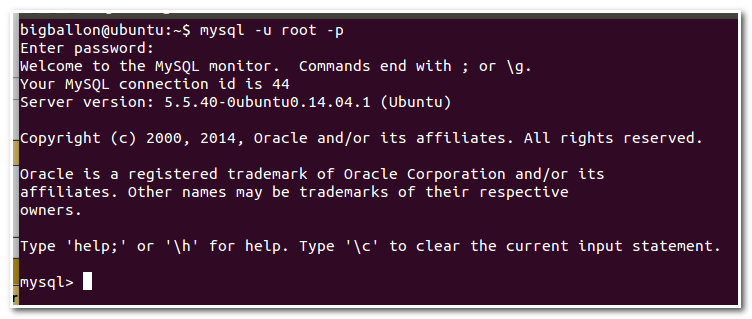 bigballon@ubuntu:~$ mysql -u root -p
Enter password:
Welcome to the MySQL monitor.  Commands end with ; or \g.
Your MySQL connection id is 44
Server version: 5.5.40-0ubuntu0.14.04.1 (Ubuntu)
Copyright (c) 2000, 2014, Oracle and/or its affiliates. All rights reserved.
Oracle is a registered trademark of Oracle Corporation and/or its
affiliates. Other names may be trademarks of their respective
owners.
Type 'help;' or '\h' for help. Type '\c' to clear the current input statement.
mysql>